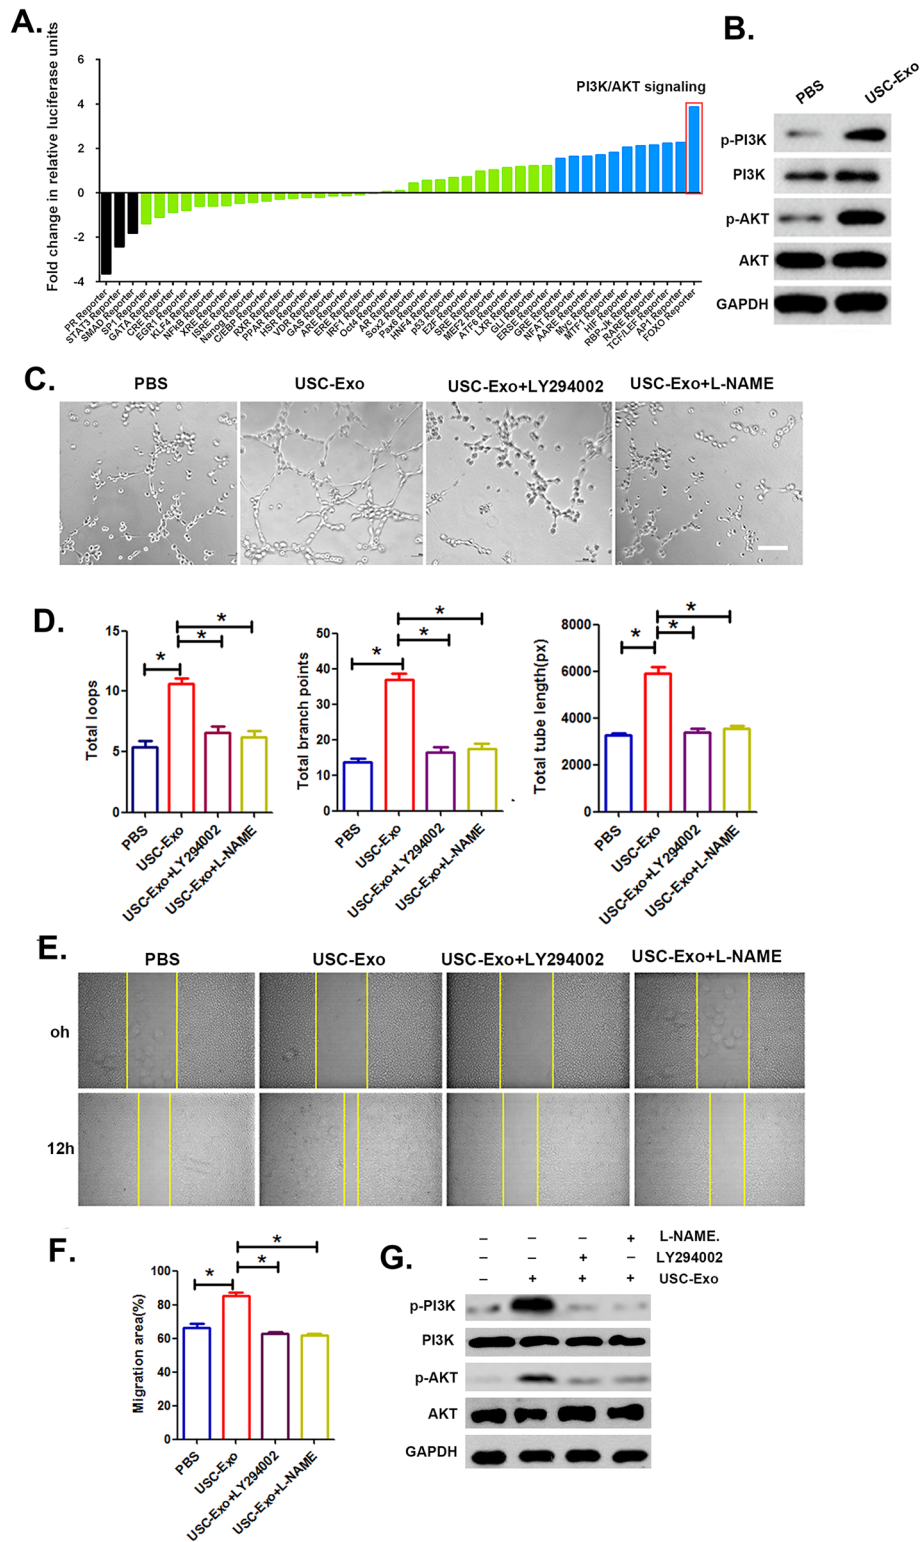 A.
Fold change in relative luciferase units
6
4
2
0
-2
-4
PI3K/AKT signaling
PR Reporter
STAT3 Reporter
SMAD Reporter
SP1 Reporter
GATA Reporter
CRE Reporter
EGR1 Reporter
KLF4 Reporter
NFkB Reporter
XRE Reporter
ISRE Reporter
Nanog Reporter
C/EBP Reporter
RXR Reporter
PPAR Reporter
HSR Reporter
VDR Reporter
GAS Reporter
ARE Reporter
ERE Reporter
IRF1 Reporter
Oct4 Reporter
AR Reporter
Sox2 Reporter
Pax6 Reporter
HNF4 Reporter
p53 Reporter
E2F Reporter
MEF2 Reporter
ATF6 Reporter
LXR Reporter
GLI Reporter
ERSE Reporter
GRE Reporter
NFAT Reporter
AARE Reporter
Myc Reporter
MTF1 Reporter
HIF Reporter
RBP-Jk Reporter
RARE Reporter
TCF/LEF Reporter
AP1 Reporter
FOXO Reporter
B.
PBS
USC-Exo
p-PI3K
PI3K
p-AKT
AKT
GAPDH
C.
PBS
USC-Exo
USC-Exo+LY294002
USC-Exo+L-NAME
D.
Total loops
15
10
5
0
*
*
*
PBS
USC-Exo
USC-Exo+LY294002
USC-Exo+L-NAME
Total branch points
50
40
30
20
10
0
*
*
*
PBS
USC-Exo
USC-Exo+LY294002
USC-Exo+L-NAME
Total tube length(px)
8000
6000
4000
2000
0
*
*
*
PBS
USC-Exo
USC-Exo+LY294002
USC-Exo+L-NAME
E.
PBS
USC-Exo
USC-Exo+LY294002
USC-Exo+L-NAME
oh
12h
F.
Migration area(%)
100
80
60
40
20
0
*
*
*
PBS
USC-Exo
USC-Exo+LY294002
USC-Exo+L-NAME
G.
– – – + L-NAME.
– – + – LY294002
– + + + USC-Exo
p-PI3K
PI3K
p-AKT
AKT
GAPDH